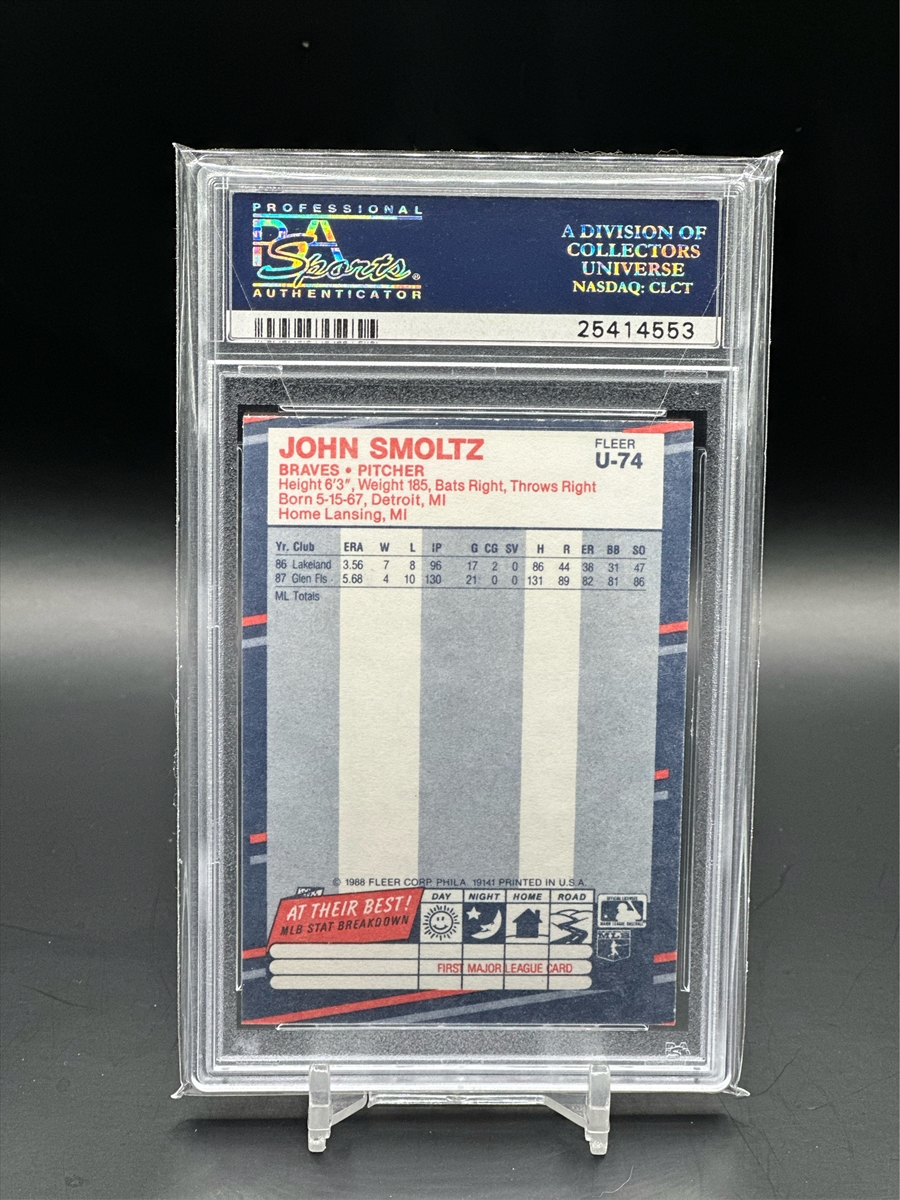 PROFESSIONAL
PSA
Sports®
AUTHENTICATOR
A DIVISION OF
COLLECTORS
UNIVERSE
NASDAQ: CLCT
25414553
JOHN SMOLTZ
BRAVES • PITCHER
Height 6'3", Weight 185, Bats Right, Throws Right
Born 5-15-67, Detroit, MI
Home Lansing, MI
FLEER
U-74
Yr. Club ERA W L IP G CG SV H R ER BB SO
86 Lakeland 3.56 7 8 96 17 2 0 86 44 38 31 47
87 Glen Fls 5.68 4 10 130 21 0 0 131 89 82 81 86
ML Totals
© 1988 FLEER CORP PHILA. 19141 PRINTED IN U.S.A.
AT THEIR BEST!
MLB STAT BREAKDOWN
DAY NIGHT HOME ROAD
FIRST MAJOR LEAGUE CARD
PSA